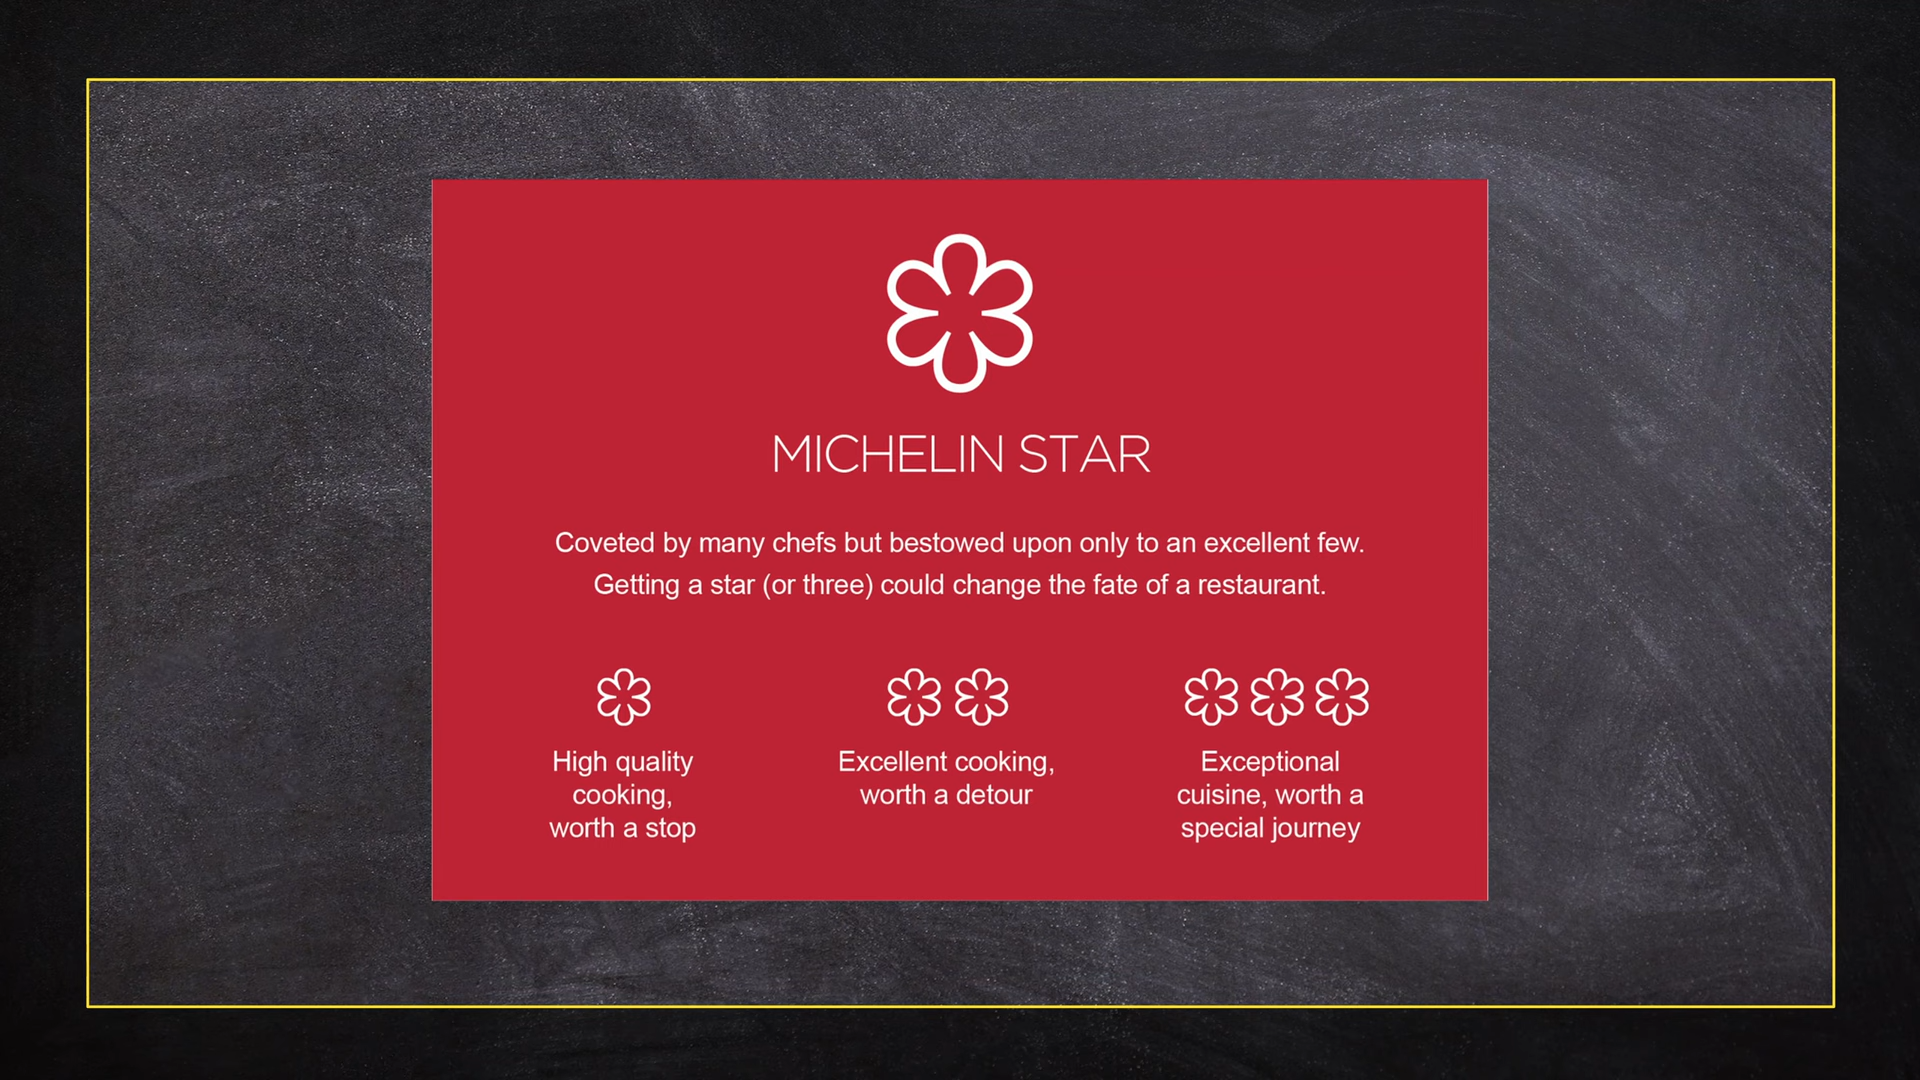 MICHELIN STAR
Coveted by many chefs but bestowed upon only to an excellent few.
Getting a star (or three) could change the fate of a restaurant.
High quality
cooking,
worth a stop
Excellent cooking,
worth a detour
Exceptional
cuisine, worth a
special journey